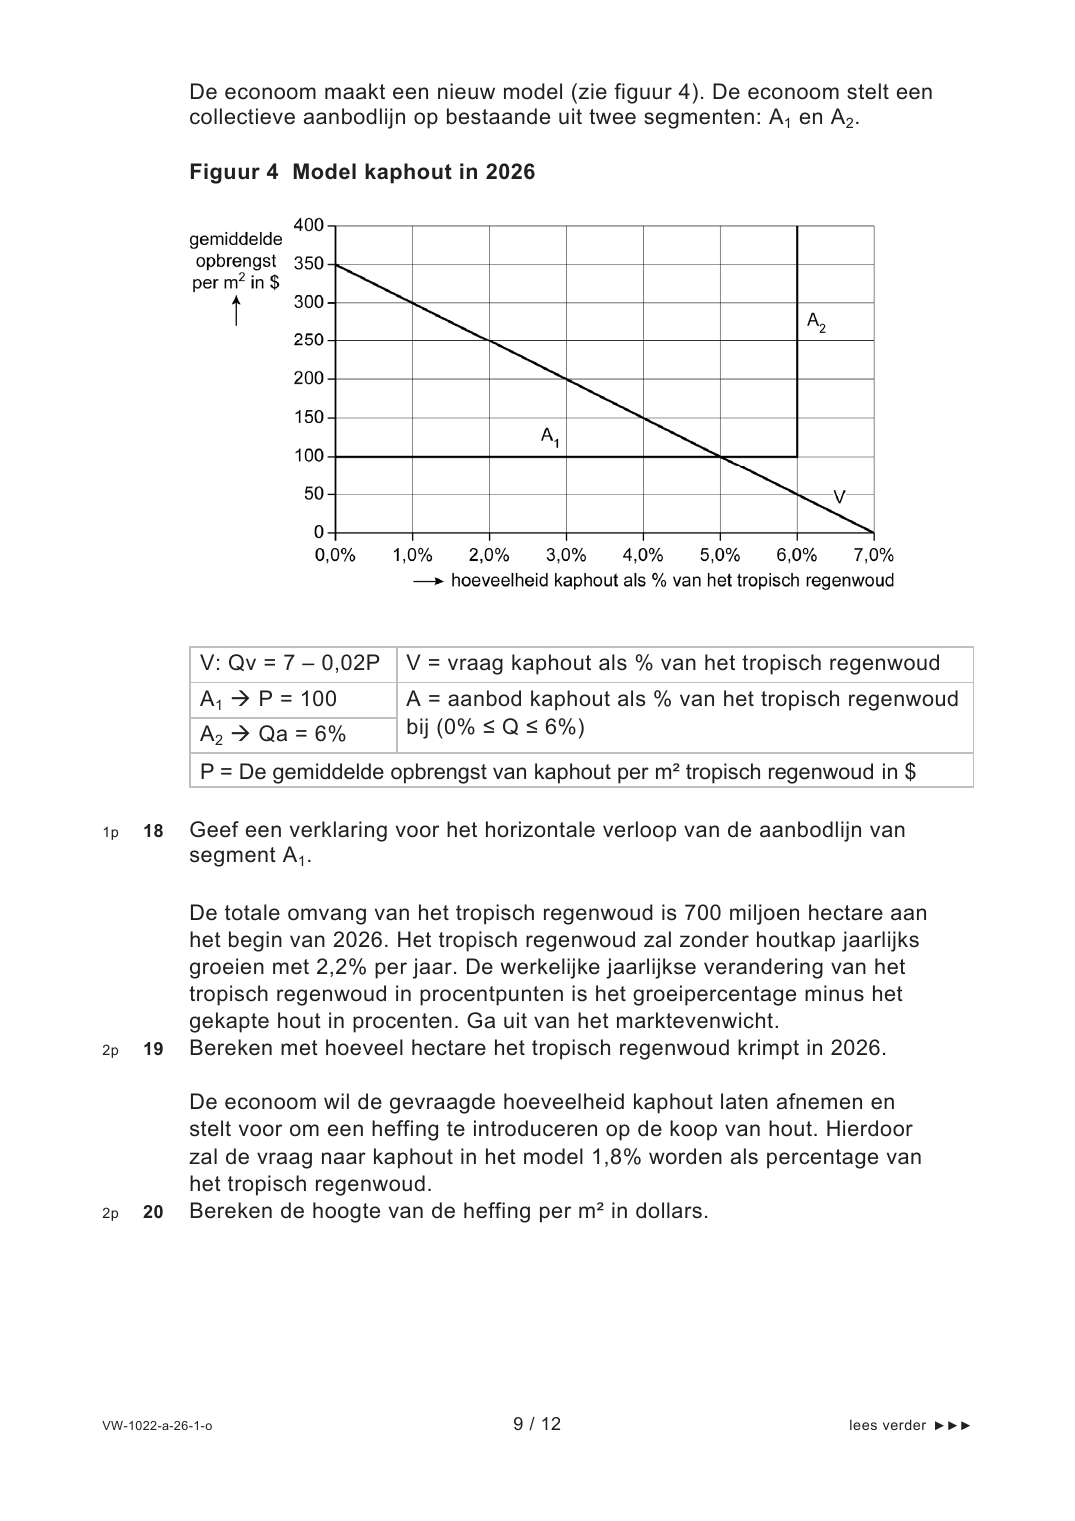 De econoom maakt een nieuw model (zie figuur 4). De econoom stelt een
collectieve aanbodlijn op bestaande uit twee segmenten: A₁ en A₂.
Figuur 4 Model kaphout in 2026
gemiddelde
opbrengst
per m² in $
400
350
300
250
200
150
100
50
0
A₂
A₁
V
0,0% 1,0% 2,0% 3,0% 4,0% 5,0% 6,0% 7,0%
hoeveelheid kaphout als % van het tropisch regenwoud
V: Qv = 7 – 0,02P V = vraag kaphout als % van het tropisch regenwoud
A₁ → P = 100 A = aanbod kaphout als % van het tropisch regenwoud
A₂ → Qa = 6% bij (0% ≤ Q ≤ 6%)
P = De gemiddelde opbrengst van kaphout per m² tropisch regenwoud in $
1p 18 Geef een verklaring voor het horizontale verloop van de aanbodlijn van
segment A₁.
De totale omvang van het tropisch regenwoud is 700 miljoen hectare aan
het begin van 2026. Het tropisch regenwoud zal zonder houtkap jaarlijks
groeien met 2,2% per jaar. De werkelijke jaarlijkse verandering van het
tropisch regenwoud in procentpunten is het groeipercentage minus het
gekapte hout in procenten. Ga uit van het marktevenwicht.
2p 19 Bereken met hoeveel hectare het tropisch regenwoud krimpt in 2026.
De econoom wil de gevraagde hoeveelheid kaphout laten afnemen en
stelt voor om een heffing te introduceren op de koop van hout. Hierdoor
zal de vraag naar kaphout in het model 1,8% worden als percentage van
het tropisch regenwoud.
2p 20 Bereken de hoogte van de heffing per m² in dollars.
VW-1022-a-26-1-o 9 / 12 lees verder ►►►